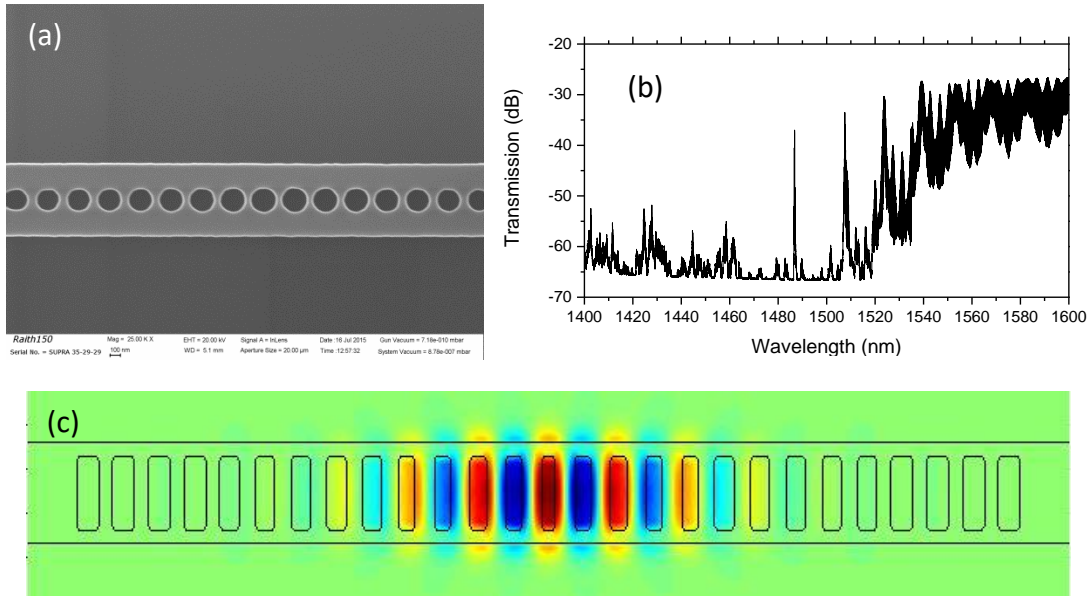 (a)
Raith150
Mag = 25.00 K X
EHT = 20.00 kV
Signal A = InLens
Date :16 Jul 2015
Gun Vacuum = 7.18e-010 mbar
Serial No. = SUPRA 35-29-29
100 nm
WD = 5.1 mm
Aperture Size = 20.00 µm
Time :12:57:32
System Vacuum = 8.78e-007 mbar
(b)
Transmission (dB)
-20
-30
-40
-50
-60
-70
1400 1420 1440 1460 1480 1500 1520 1540 1560 1580 1600
Wavelength (nm)
(c)